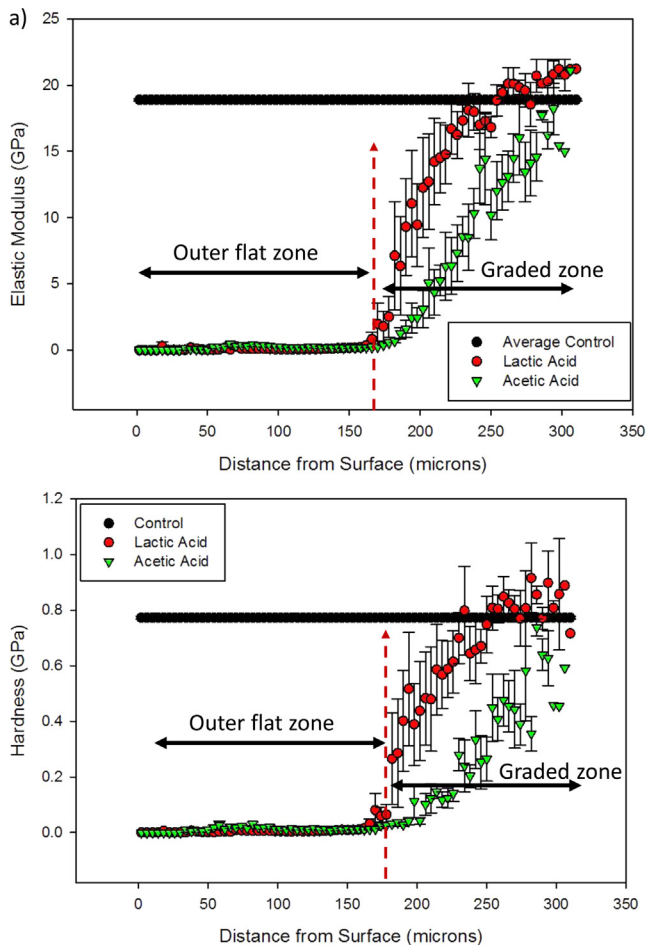 a)
25
20
15
10
5
0
Elastic Modulus (GPa)
Outer flat zone
Graded zone
Average Control
Lactic Acid
Acetic Acid
0 50 100 150 200 250 300 350
Distance from Surface (microns)
1.2
1.0
0.8
0.6
0.4
0.2
0.0
Hardness (GPa)
Control
Lactic Acid
Acetic Acid
Outer flat zone
Graded zone
0 50 100 150 200 250 300 350
Distance from Surface (microns)